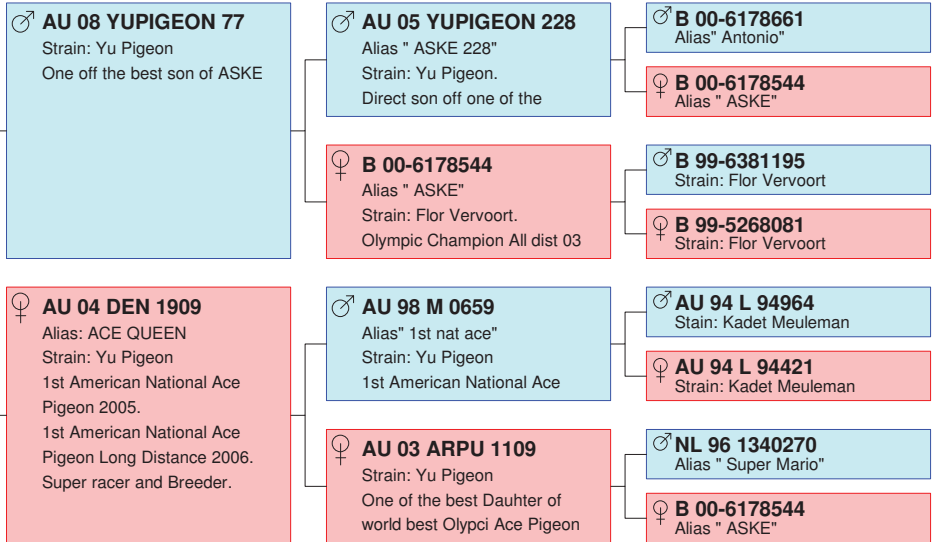 AU 08 YUPIGEON 77
Strain: Yu Pigeon
One off the best son of ASKE
AU 04 DEN 1909
Alias: ACE QUEEN
Strain: Yu Pigeon
1st American National Ace
Pigeon 2005.
1st American National Ace
Pigeon Long Distance 2006.
Super racer and Breeder.
AU 05 YUPIGEON 228
Alias " ASKE 228"
Strain: Yu Pigeon.
Direct son off one of the
B 00-6178544
Alias " ASKE"
Strain: Flor Vervoort.
Olympic Champion All dist 03
AU 98 M 0659
Alias" 1st nat ace"
Strain: Yu Pigeon
1st American National Ace
AU 03 ARPU 1109
Strain: Yu Pigeon
One of the best Dauhter of
world best Olypci Ace Pigeon
B 00-6178661
Alias" Antonio"
B 00-6178544
Alias " ASKE"
B 99-6381195
Strain: Flor Vervoort
B 99-5268081
Strain: Flor Vervoort
AU 94 L 94964
Stain: Kadet Meuleman
AU 94 L 94421
Strain: Kadet Meuleman
NL 96 1340270
Alias " Super Mario"
B 00-6178544
Alias " ASKE"